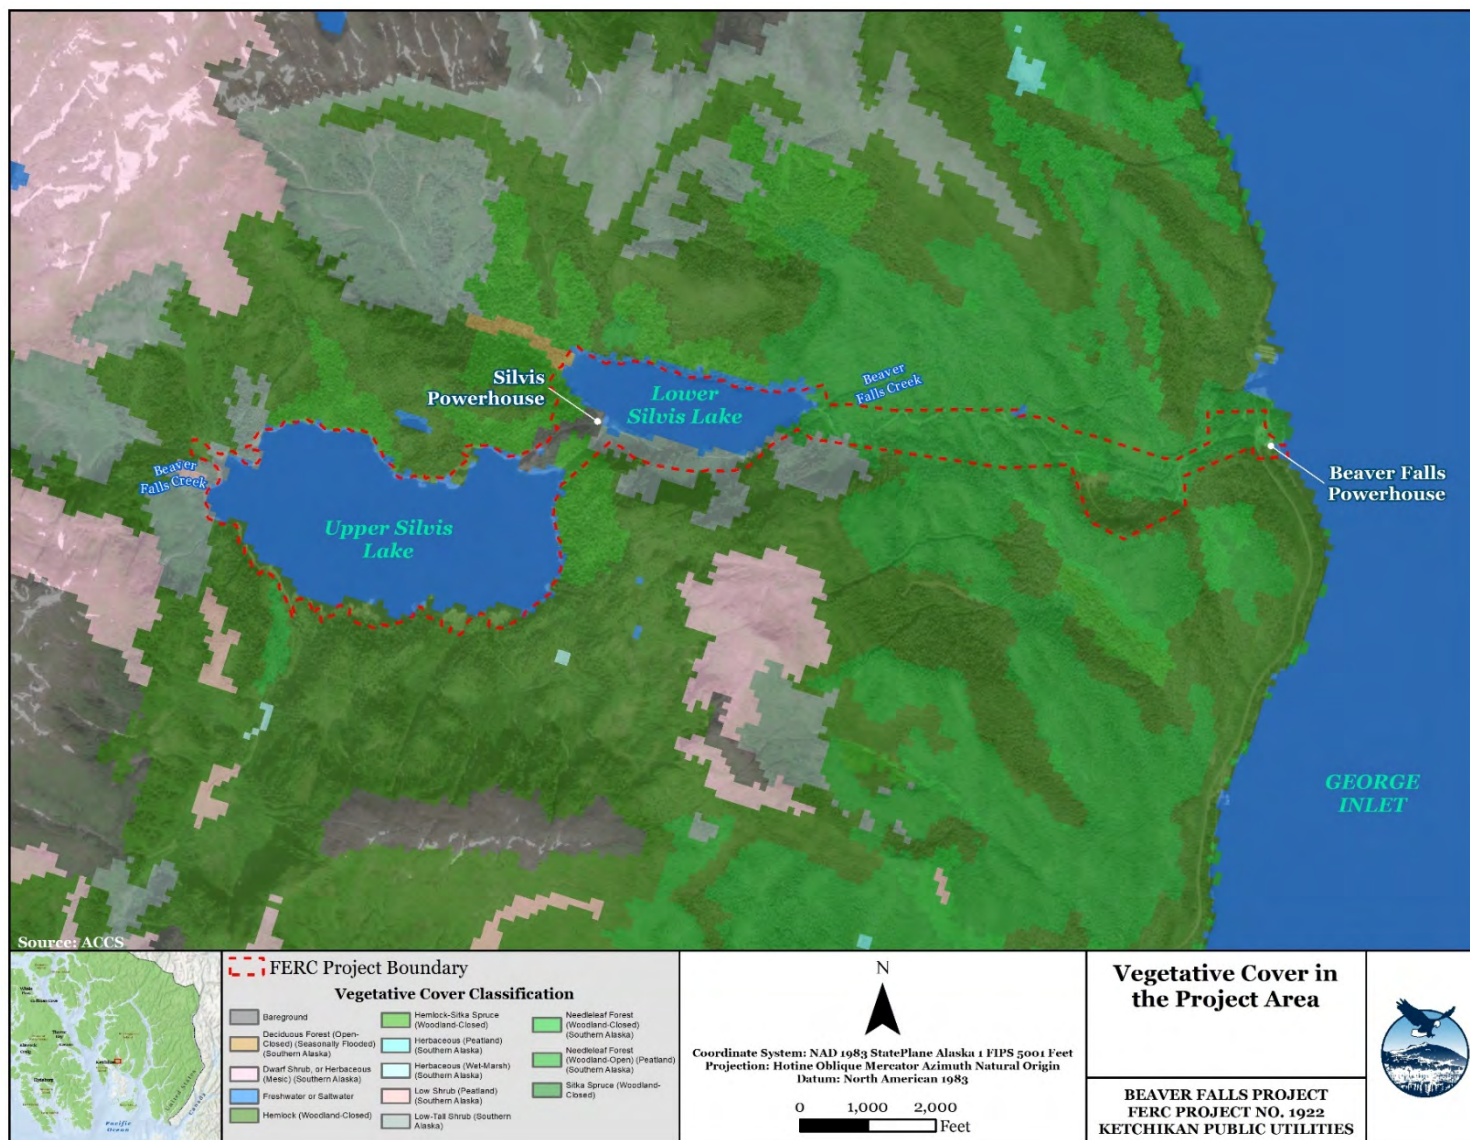 Silvis
Powerhouse
Lower
Silvis Lake
Beaver
Falls Creek
Beaver
Falls Creek
Upper Silvis
Lake
Beaver Falls
Powerhouse
GEORGE
INLET
Source: ACCS
FERC Project Boundary
Vegetative Cover Classification
Bareground
Deciduous Forest (Open-
Closed) (Seasonally Flooded)
(Southern Alaska)
Dwarf Shrub, or Herbaceous
(Mesic) (Southern Alaska)
Freshwater or Saltwater
Hemlock (Woodland-Closed)
Hemlock-Sitka Spruce
(Woodland-Closed)
Herbaceous (Peatland)
(Southern Alaska)
Herbaceous (Wet-Marsh)
(Southern Alaska)
Low Shrub (Peatland)
(Southern Alaska)
Low-Tall Shrub (Southern
Alaska)
Needleleaf Forest
(Woodland-Closed)
(Southern Alaska)
Needleleaf Forest
(Woodland-Open) (Peatland)
(Southern Alaska)
Sitka Spruce (Woodland-
Closed)
Pacific
Ocean
United States
Canada
N
Coordinate System: NAD 1983 StatePlane Alaska 1 FIPS 5001 Feet
Projection: Hotine Oblique Mercator Azimuth Natural Origin
Datum: North American 1983
0 1,000 2,000
Feet
Vegetative Cover in
the Project Area
BEAVER FALLS PROJECT
FERC PROJECT NO. 1922
KETCHIKAN PUBLIC UTILITIES